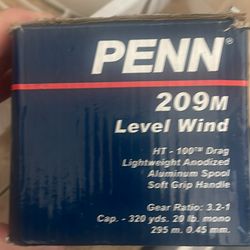 PENN
209M
Level Wind
HT - 100™ Drag
Lightweight Anodized
Aluminum Spool
Soft Grip Handle
Gear Ratio: 3.2-1
Cap. - 320 yds. 20 lb. mono
295 m. 0.45 mm.